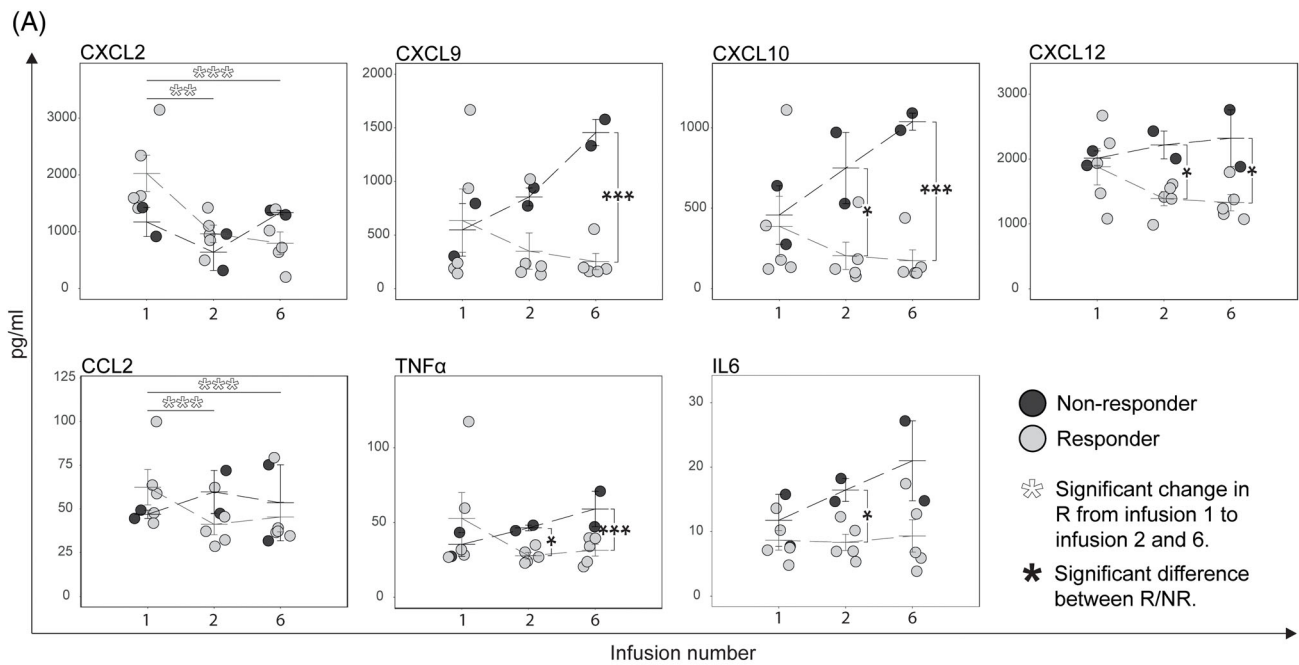 (A)
CXCL2
CXCL9
CXCL10
CXCL12
3000
2000
1000
0
1 2 6
2000
1500
1000
500
0
***
1 2 6
1000
500
0
*
***
1 2 6
3000
2000
1000
0
*
*
1 2 6
pg/ml
CCL2
TNFα
IL6
125
100
75
50
25
0
1 2 6
100
50
0
*
***
1 2 6
30
20
10
0
*
1 2 6
Non-responder
Responder
Significant change in
R from infusion 1 to
infusion 2 and 6.
* Significant difference
between R/NR.
Infusion number